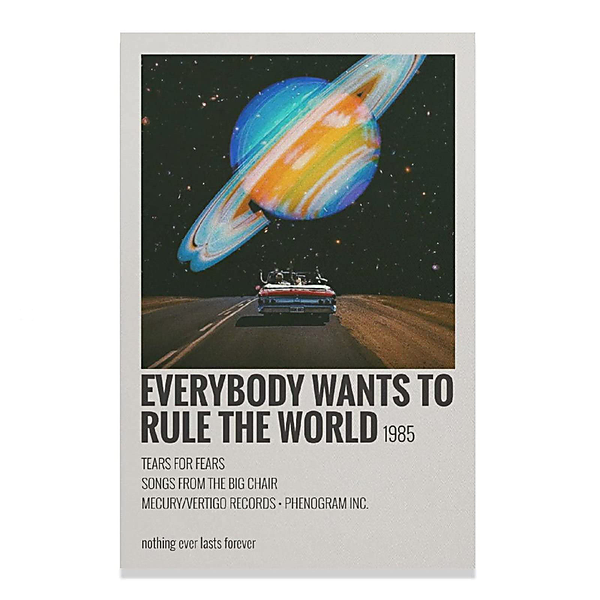 EVERYBODY WANTS TO
RULE THE WORLD 1985
TEARS FOR FEARS
SONGS FROM THE BIG CHAIR
MECURY/VERTIGO RECORDS • PHENOGRAM INC.
nothing ever lasts forever